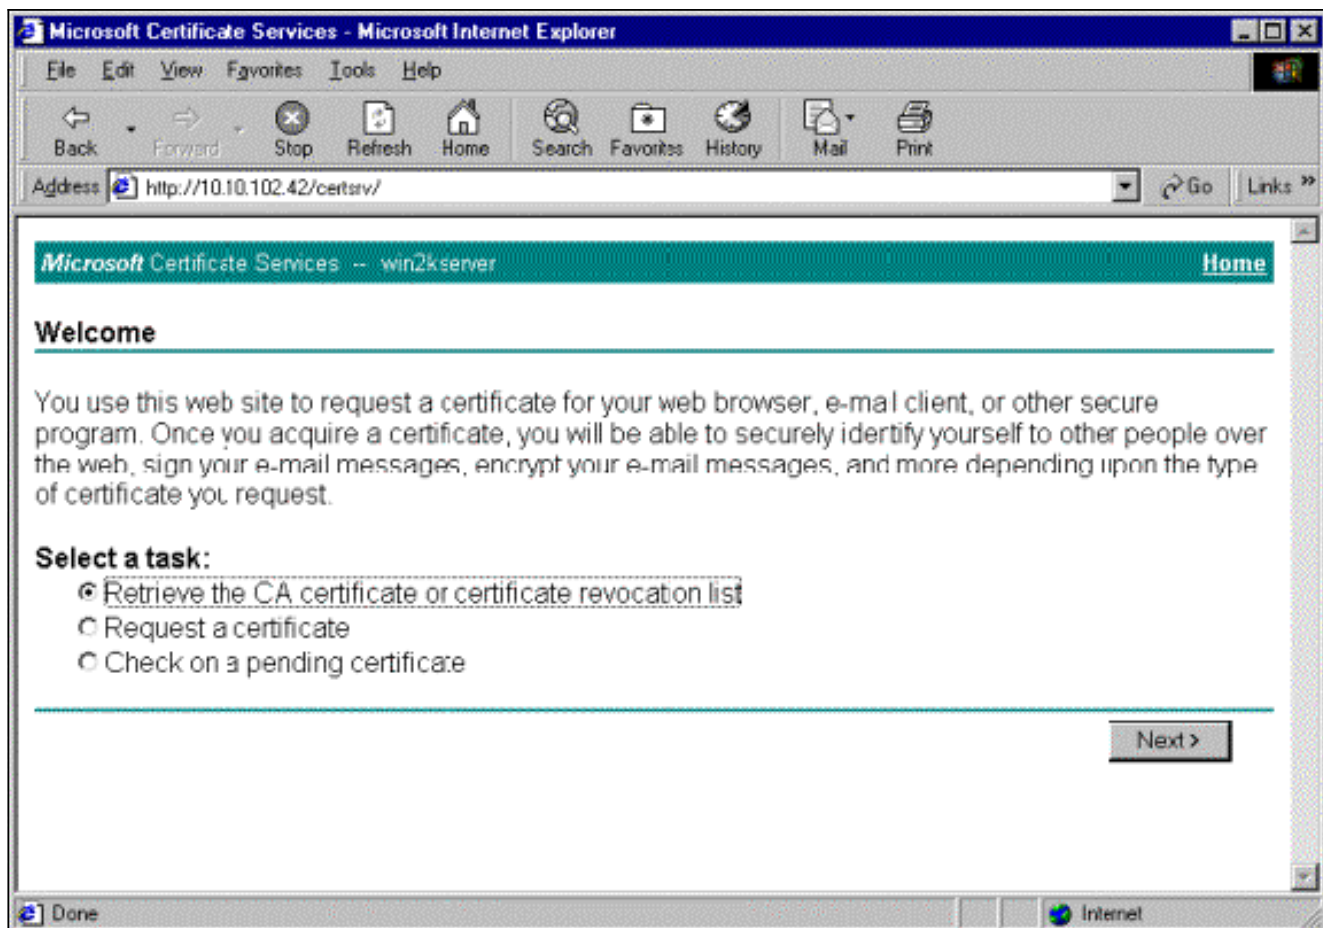 Microsoft Certificate Services - Microsoft Internet Explorer
File Edit View Favorites Tools Help
Back Forward Stop Refresh Home Search Favorites History Mail Print
Address http://10.10.102.42/certsrv/ Go Links »
Microsoft Certificate Services -- win2kserver Home
Welcome
You use this web site to request a certificate for your web browser, e-mail client, or other secure
program. Once you acquire a certificate, you will be able to securely identify yourself to other people over
the web, sign your e-mail messages, encrypt your e-mail messages, and more depending upon the type
of certificate you request.
Select a task:
Retrieve the CA certificate or certificate revocation list
Request a certificate
Check on a pending certificate
Next >
Done Internet